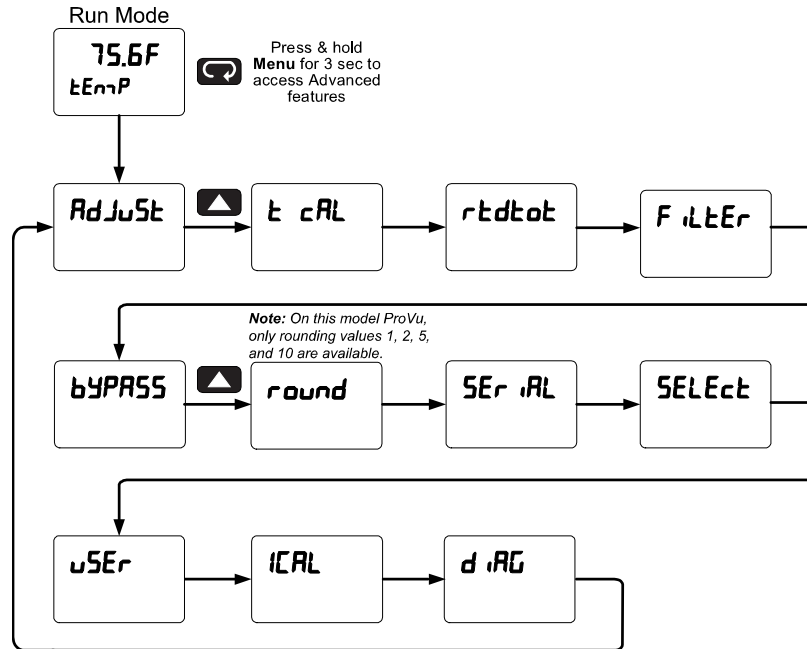 Run Mode
75.6F
tEmP
Press & hold
Menu for 3 sec to
access Advanced
features
AdJuSt
t cAL
rtdtot
FiLtEr
Note: On this model ProVu,
only rounding values 1, 2, 5,
and 10 are available.
byPASS
round
SEriAL
SELEct
uSEr
ICAL
diAG